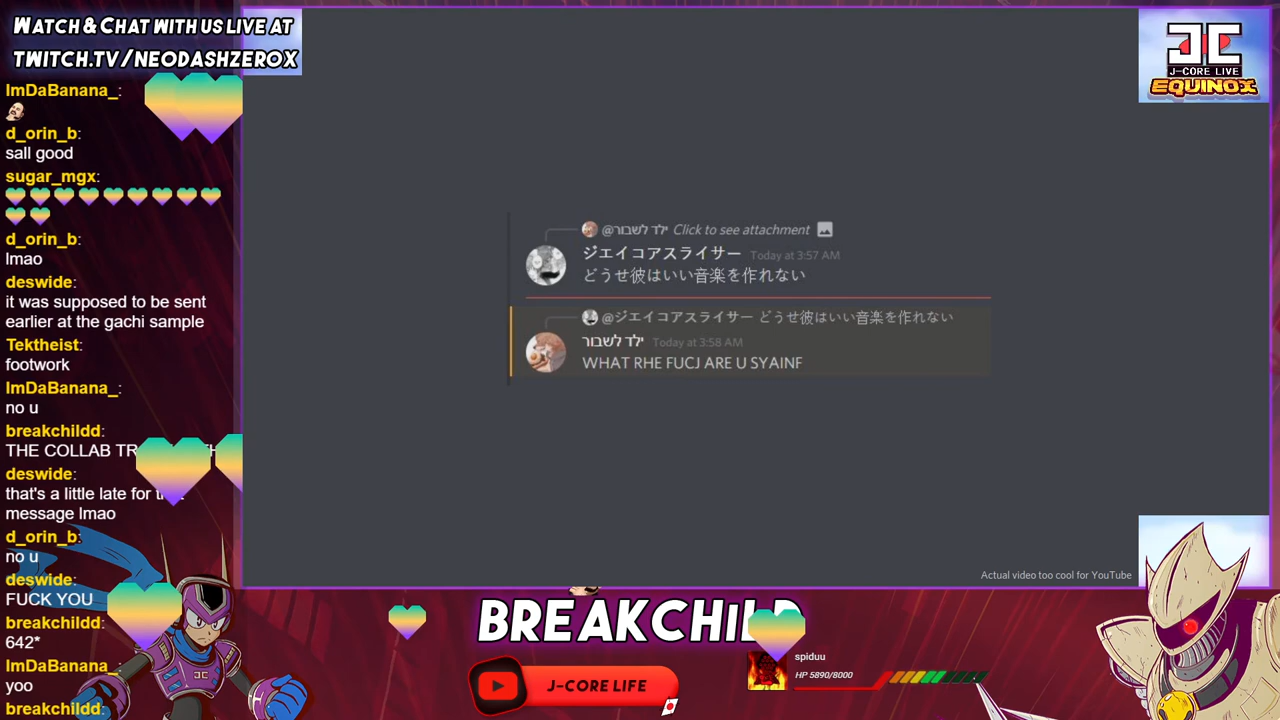 WATCH & CHAT WITH US LIVE AT
TWITCH.TV/NEODASHZEROX
ImDaBanana_:
d_orin_b:
sall good
sugar_mgx:
d_orin_b:
lmao
deswide:
it was supposed to be sent
earlier at the gachi sample
Tektheist:
footwork
ImDaBanana_:
no u
breakchildd:
THE COLLAB
deswide:
that's a little late for
message lmao
d_orin_b:
no u
deswide:
FUCK YOU
breakchildd:
642*
ImDaBanana_:
yoo
breakchildd:
JC
J-CORE LIVE
EQUINOX
@ילד לשבור Click to see attachment
ジエイコアスライサー Today at 3:57 AM
どうせ彼はいい音楽を作れない
@ジエイコアスライサー どうせ彼はいい音楽を作れない
ילד לשבור Today at 3:58 AM
WHAT RHE FUCJ ARE U SYAINF
Actual video too cool for YouTube
BREAKCHILD
J-CORE LIFE
spiduu
HP 5890/8000